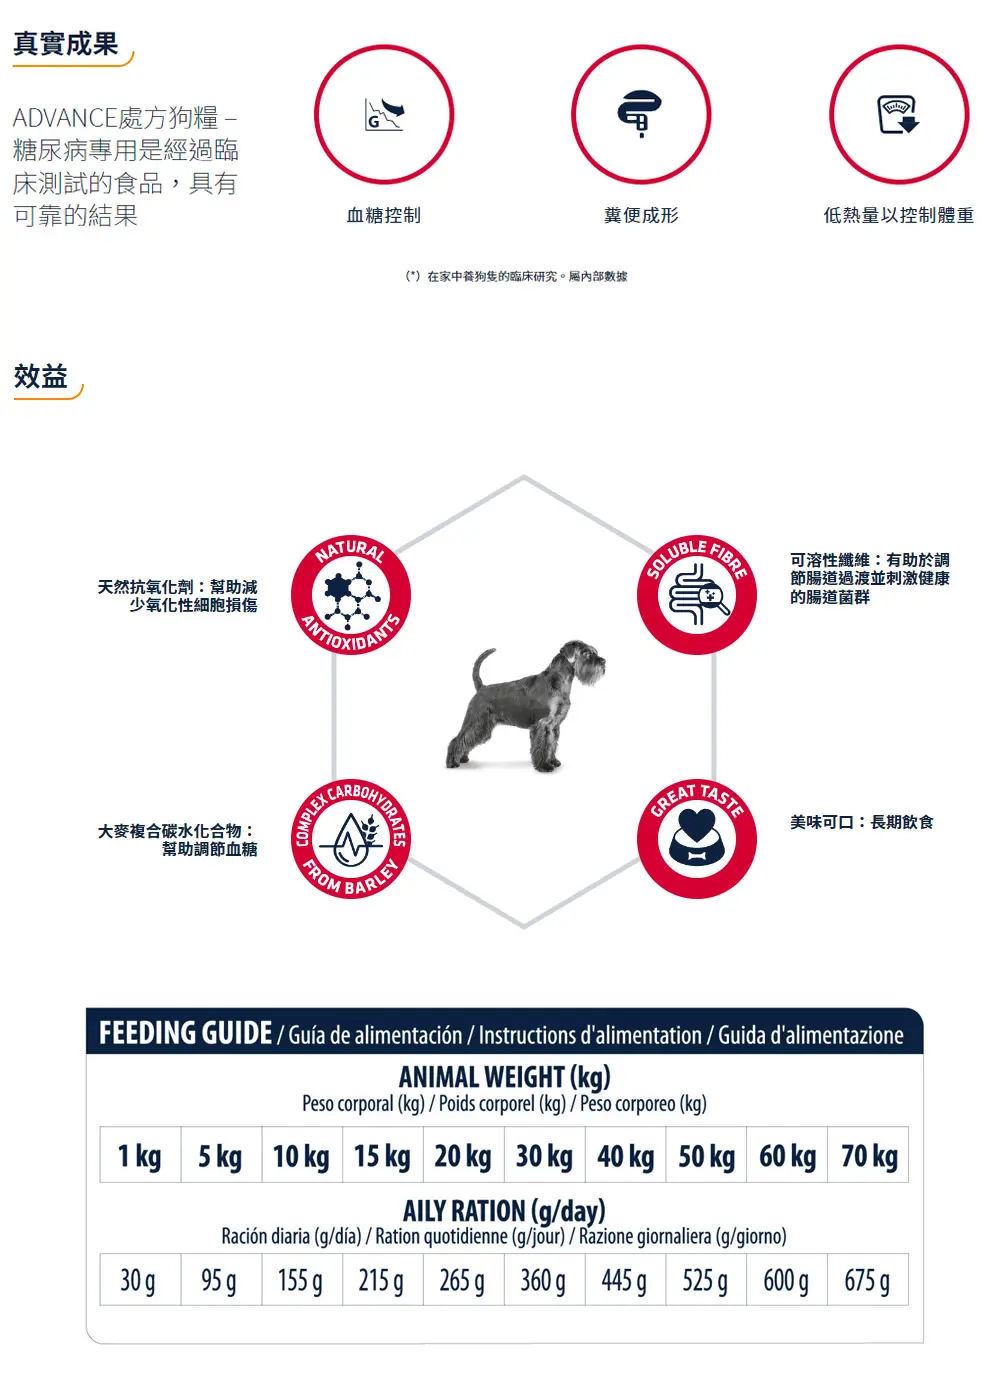 真實成果
ADVANCE處方狗糧 –
糖尿病專用是經過臨
床測試的食品，具有
可靠的結果
G
血糖控制
糞便成形
低熱量以控制體重
(*) 在家中養狗隻的臨床研究。屬內部數據
效益
NATURAL
ANTIOXIDANTS
天然抗氧化劑：幫助減
少氧化性細胞損傷
SOLUBLE FIBRE
可溶性纖維：有助於調
節腸道過渡並刺激健康
的腸道菌群
COMPLEX CARBOHYDRATES
FROM BARLEY
大麥複合碳水化合物：
幫助調節血糖
GREAT TASTE
美味可口：長期飲食
FEEDING GUIDE / Guía de alimentación / Instructions d'alimentation / Guida d'alimentazione
ANIMAL WEIGHT (kg)
Peso corporal (kg) / Poids corporel (kg) / Peso corporeo (kg)
1 kg 5 kg 10 kg 15 kg 20 kg 30 kg 40 kg 50 kg 60 kg 70 kg
AILY RATION (g/day)
Ración diaria (g/día) / Ration quotidienne (g/jour) / Razione giornaliera (g/giorno)
30 g 95 g 155 g 215 g 265 g 360 g 445 g 525 g 600 g 675 g